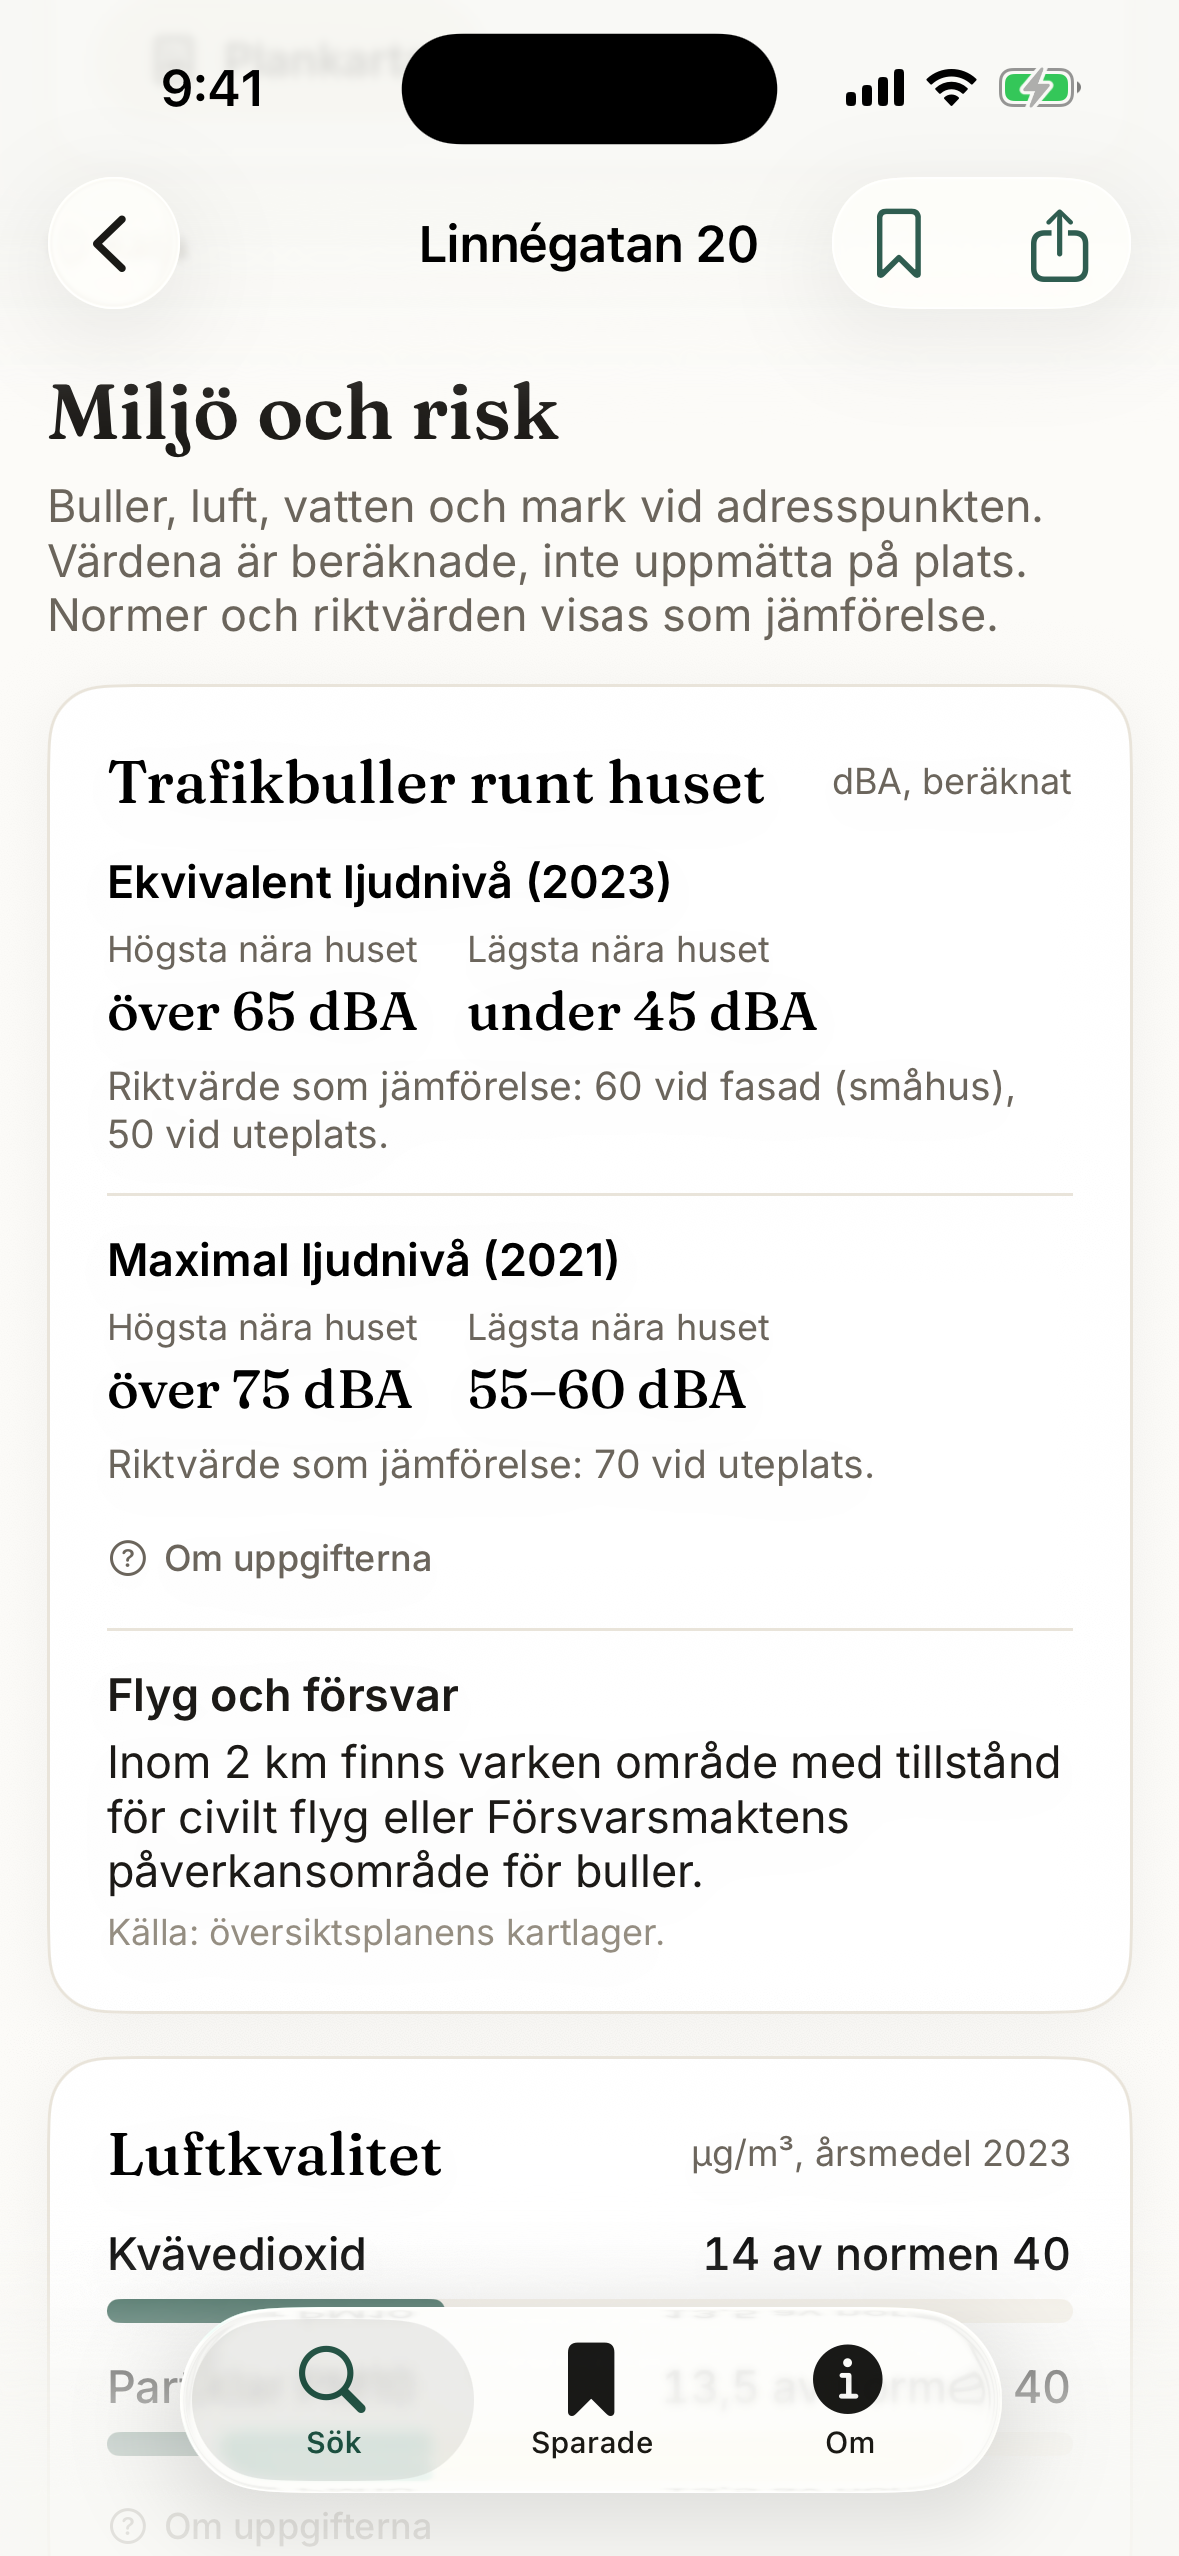 9:41
Linnégatan 20
Miljö och risk
Buller, luft, vatten och mark vid adresspunkten.
Värdena är beräknade, inte uppmätta på plats.
Normer och riktvärden visas som jämförelse.
Trafikbuller runt huset dBA, beräknat
Ekvivalent ljudnivå (2023)
Högsta nära huset Lägsta nära huset
över 65 dBA under 45 dBA
Riktvärde som jämförelse: 60 vid fasad (småhus),
50 vid uteplats.
Maximal ljudnivå (2021)
Högsta nära huset Lägsta nära huset
över 75 dBA 55–60 dBA
Riktvärde som jämförelse: 70 vid uteplats.
Om uppgifterna
Flyg och försvar
Inom 2 km finns varken område med tillstånd
för civilt flyg eller Försvarsmaktens
påverkansområde för buller.
Källa: översiktsplanens kartlager.
Luftkvalitet µg/m³, årsmedel 2023
Kvävedioxid 14 av normen 40
13,5 av normen 40
Sök Sparade Om
Om uppgifterna